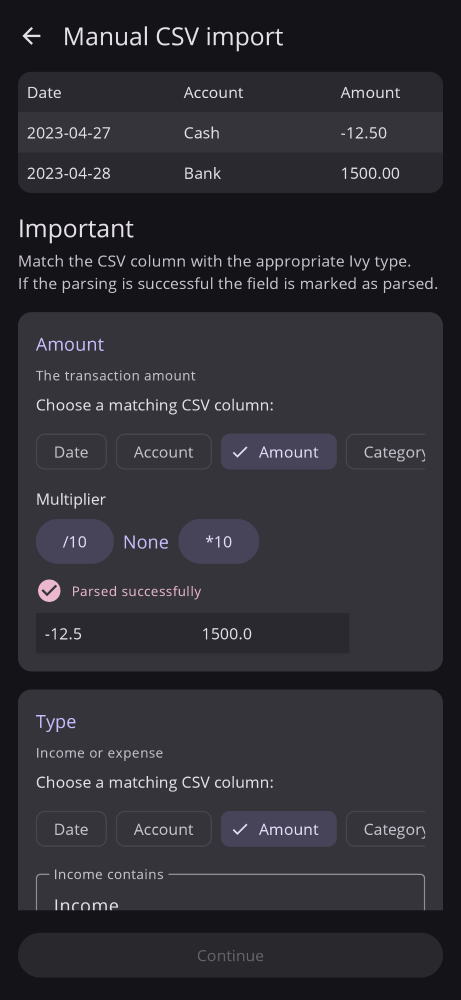 Manual CSV import
Date Account Amount
2023-04-27 Cash -12.50
2023-04-28 Bank 1500.00
Important
Match the CSV column with the appropriate Ivy type.
If the parsing is successful the field is marked as parsed.
Amount
The transaction amount
Choose a matching CSV column:
Date Account Amount Category
Multiplier
/10 None *10
Parsed successfully
-12.5 1500.0
Type
Income or expense
Choose a matching CSV column:
Date Account Amount Category
Income contains
Income
Continue